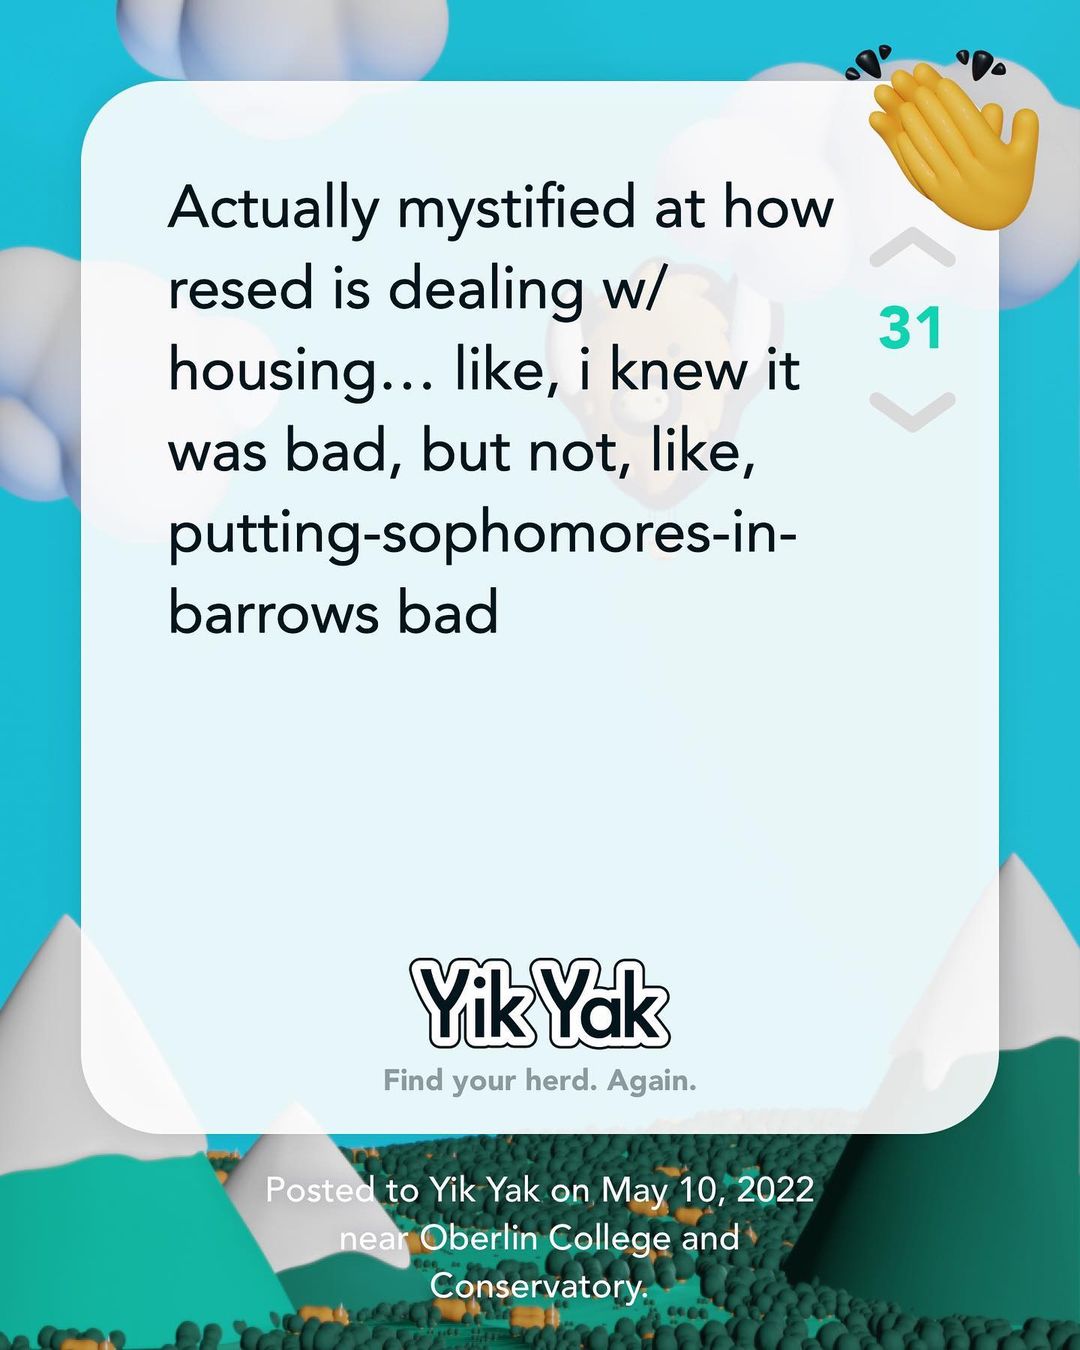 Actually mystified at how
resed is dealing w/
housing... like, i knew it
was bad, but not, like,
putting-sophomores-in-
barrows bad
31
Yik Yak
Find your herd. Again.
Posted to Yik Yak on May 10, 2022
near Oberlin College and
Conservatory.